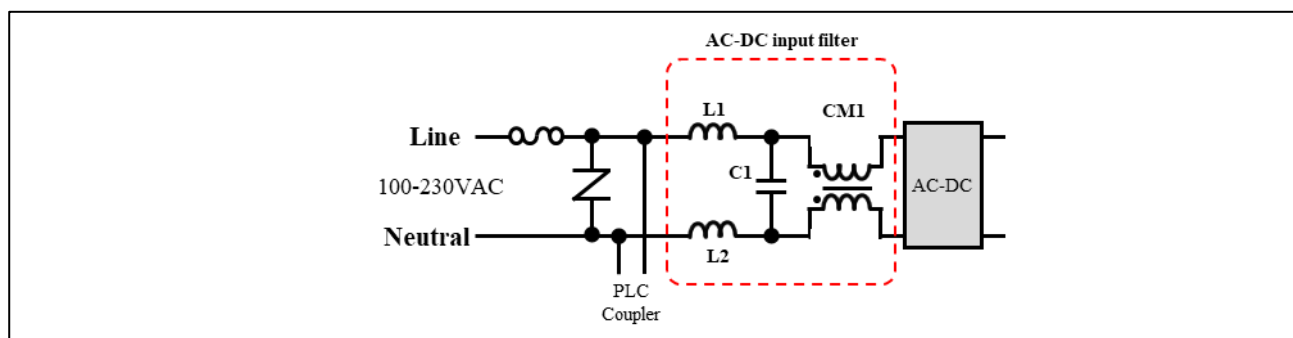 AC-DC input filter
L1
CM1
Line
C1
100-230VAC
AC-DC
Neutral
L2
PLC
Coupler